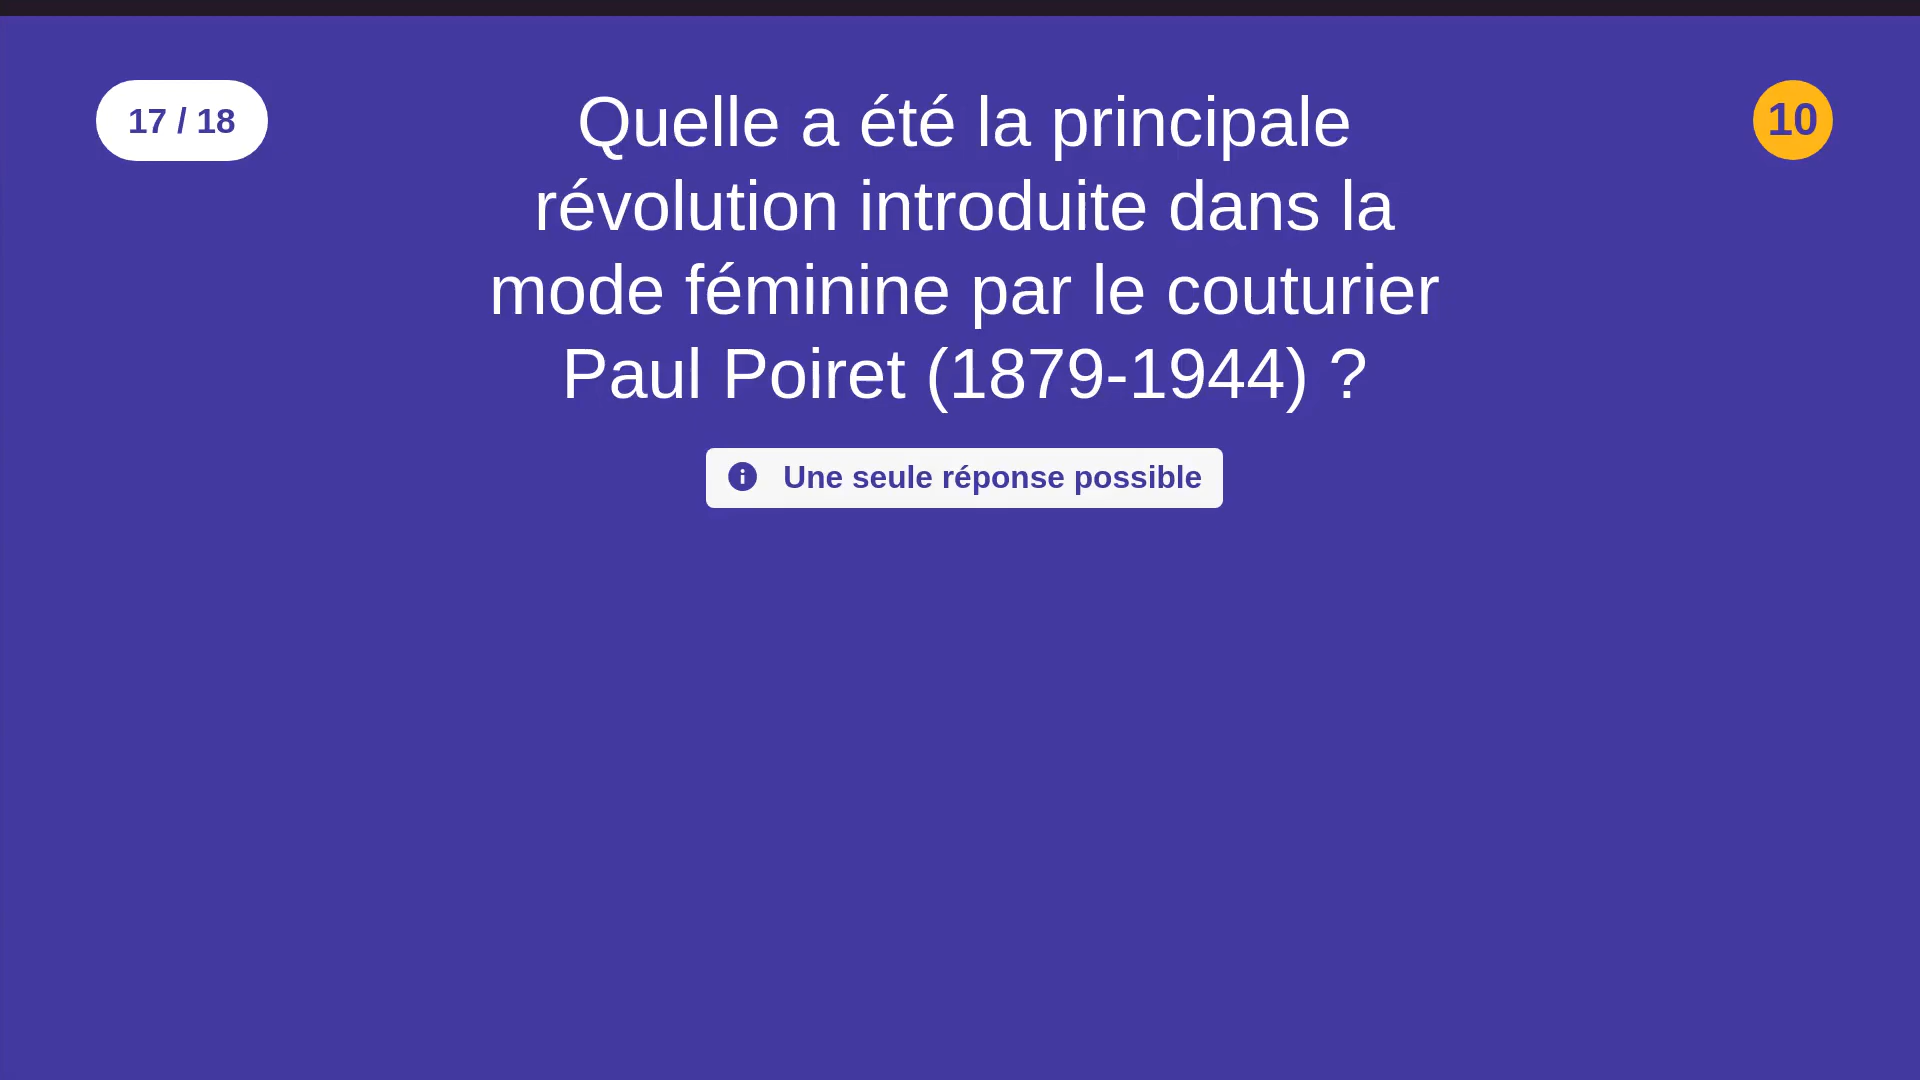 17 / 18
Quelle a été la principale
révolution introduite dans la
mode féminine par le couturier
Paul Poiret (1879-1944) ?
10
Une seule réponse possible